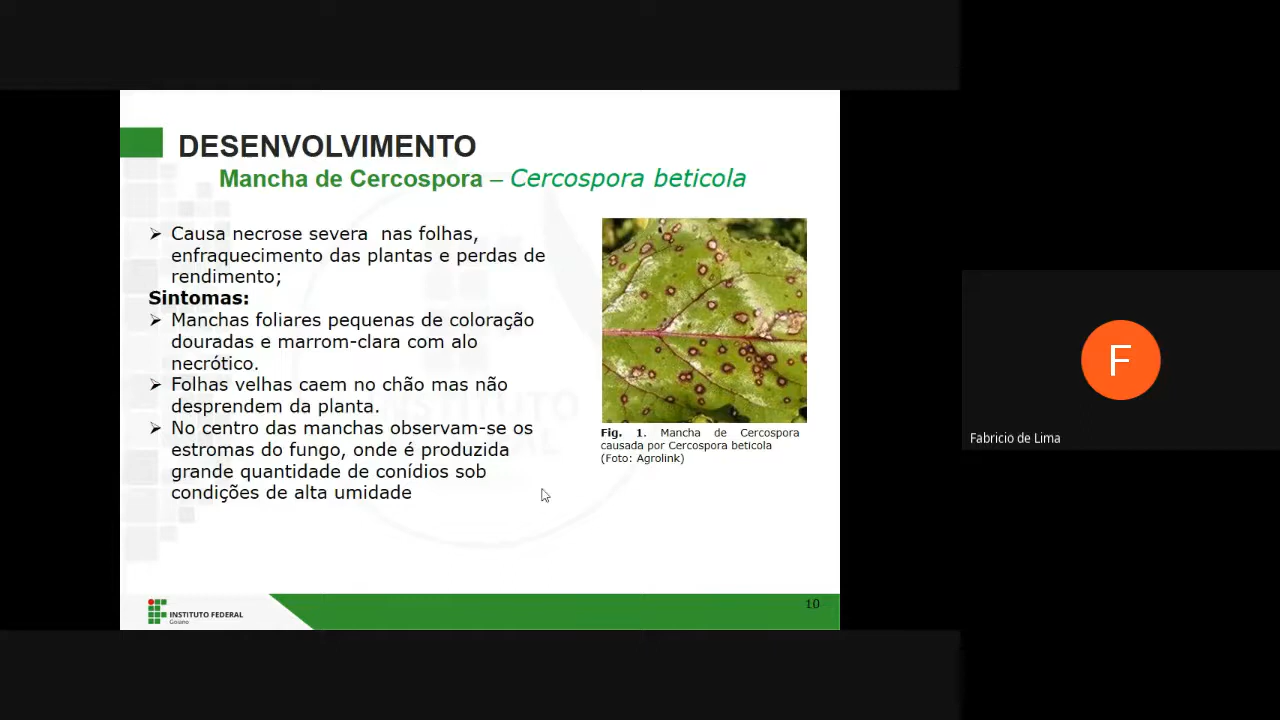 DESENVOLVIMENTO
Mancha de Cercospora – Cercospora beticola
➢ Causa necrose severa  nas folhas,
enfraquecimento das plantas e perdas de
rendimento;
Sintomas:
➢ Manchas foliares pequenas de coloração
douradas e marrom-clara com alo
necrótico.
➢ Folhas velhas caem no chão mas não
desprendem da planta.
➢ No centro das manchas observam-se os
estromas do fungo, onde é produzida
grande quantidade de conídios sob
condições de alta umidade
Fig. 1. Mancha de Cercospora
causada por Cercospora beticola
(Foto: Agrolink)
INSTITUTO FEDERAL
Goiano
10
F
Fabricio de Lima